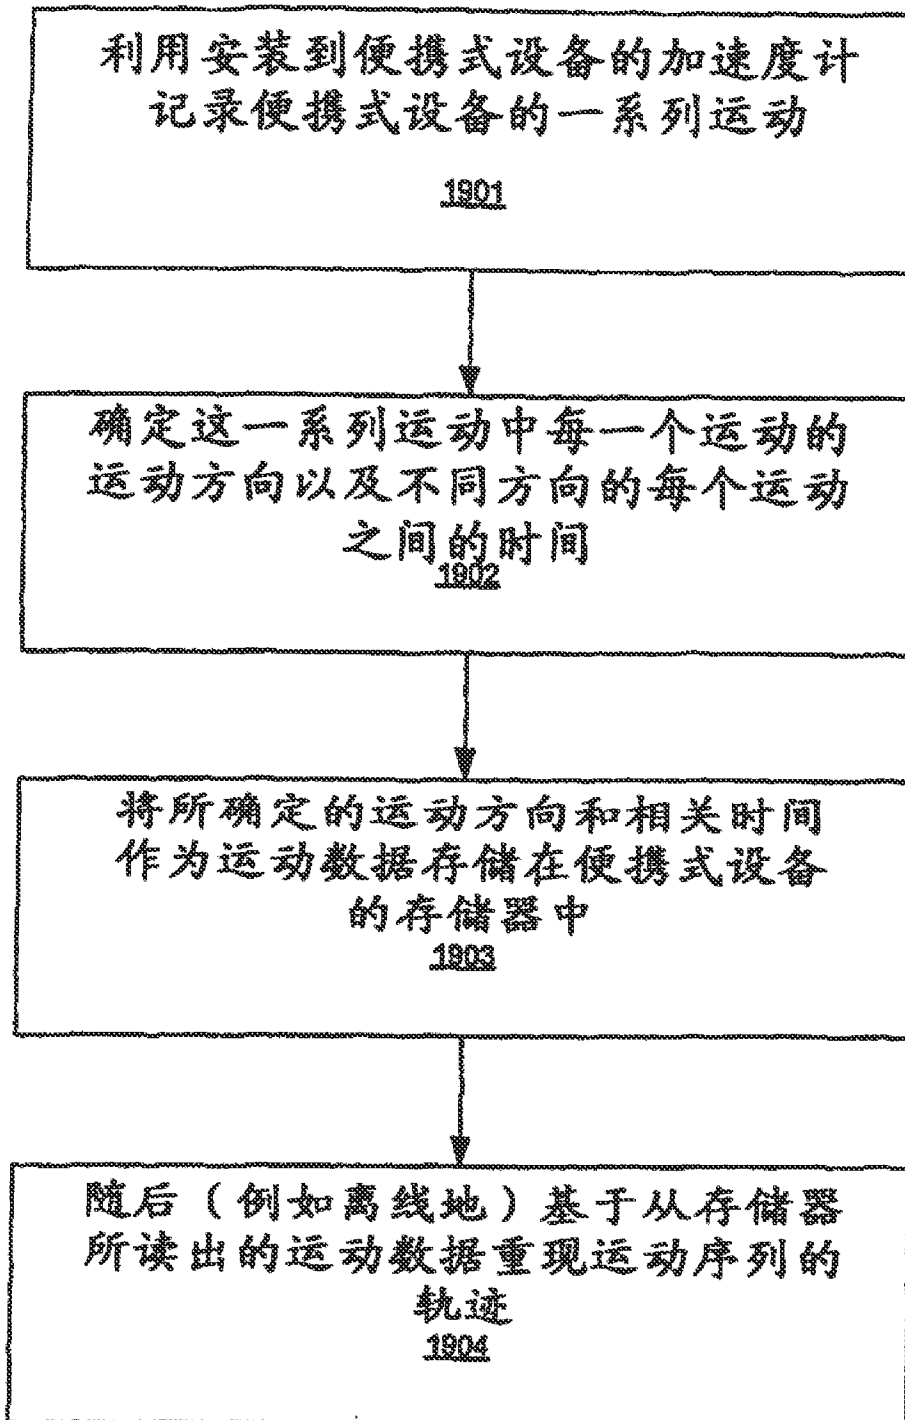 利用安装到便携式设备的加速度计
记录便携式设备的一系列运动
1901
确定这一系列运动中每一个运动的
运动方向以及不同方向的每个运动
之间的时间
1902
将所确定的运动方向和相关时间
作为运动数据存储在便携式设备
的存储器中
1903
随后(例如离线地)基于从存储器
所读出的运动数据重现运动序列的
轨迹
1904